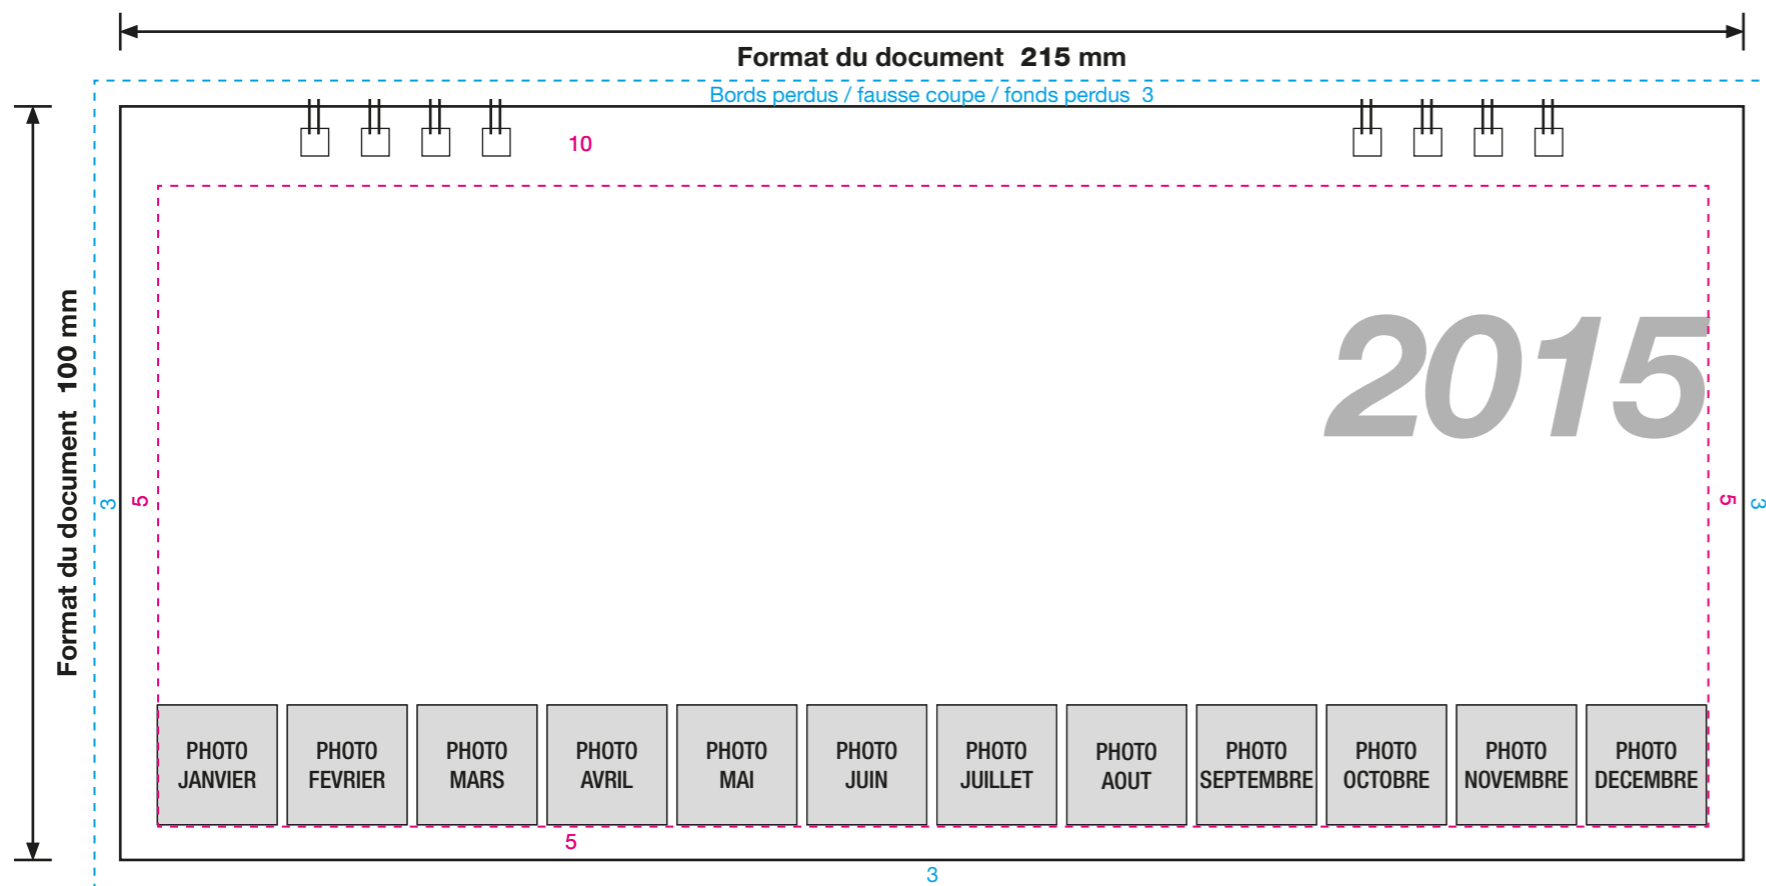 Format du document 215 mm
Bords perdus / fausse coupe / fonds perdus 3
10
Format du document 100 mm
2015
3
5
5
3
PHOTO
JANVIER
PHOTO
FEVRIER
PHOTO
MARS
PHOTO
AVRIL
PHOTO
MAI
PHOTO
JUIN
PHOTO
JUILLET
PHOTO
AOUT
PHOTO
SEPTEMBRE
PHOTO
OCTOBRE
PHOTO
NOVEMBRE
PHOTO
DECEMBRE
5
3